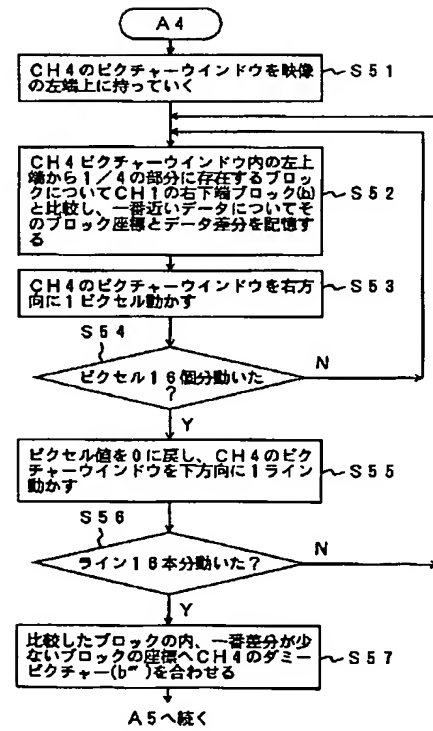 A4
CH4のピクチャーウインドウを映像
の左端上に持っていく
S51
CH4ピクチャーウインドウ内の左上
端から1/4の部分に存在するブロッ
クについてCH1の右下端ブロック(b)
と比較し、一番近いデータについてそ
のブロック座標とデータ差分を記憶す
る
S52
CH4のピクチャーウインドウを右方
向に1ピクセル動かす
S53
S54
ピクセル16個分動いた
?
N
Y
ピクセル値を0に戻し、CH4のピク
チャーウインドウを下方向に1ライン
動かす
S55
S56
ライン16本分動いた?
N
Y
比較したブロックの内、一番差分が少
ないブロックの座標へCH4のダミー
ピクチャー(b‴)を合わせる
S57
A5へ続く